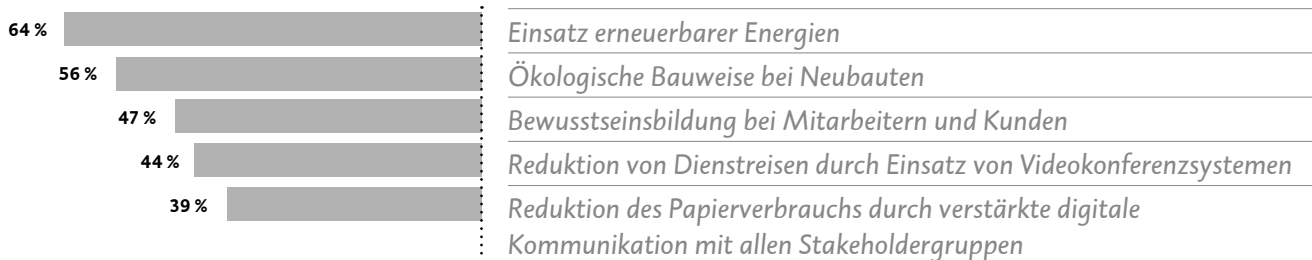 64 % Einsatz erneuerbarer Energien
56 % Ökologische Bauweise bei Neubauten
47 % Bewusstseinsbildung bei Mitarbeitern und Kunden
44 % Reduktion von Dienstreisen durch Einsatz von Videokonferenzsystemen
39 % Reduktion des Papierverbrauchs durch verstärkte digitale
Kommunikation mit allen Stakeholdergruppen